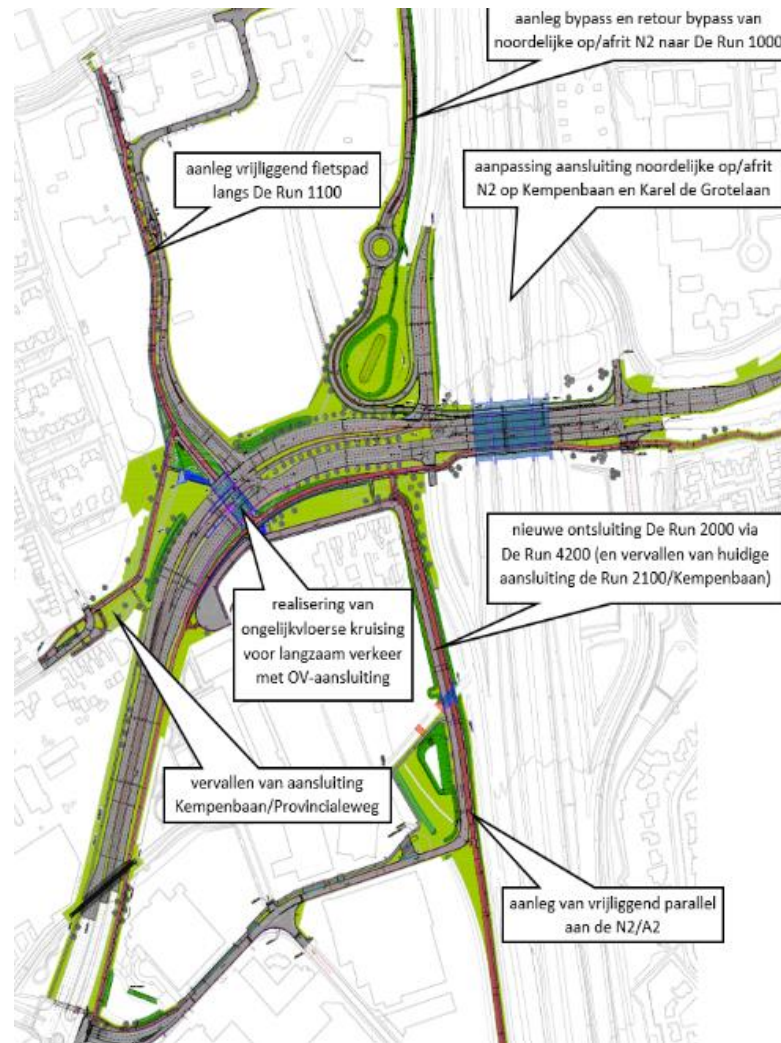 aanleg bypass en retour bypass van
noordelijke op/afrit N2 naar De Run 1000
aanleg vrijliggend fietspad
langs De Run 1100
aanpassing aansluiting noordelijke op/afrit
N2 op Kempenbaan en Karel de Grotelaan
nieuwe ontsluiting De Run 2000 via
De Run 4200 (en vervallen van huidige
aansluiting de Run 2100/Kempenbaan)
realisering van
ongelijkvloerse kruising
voor langzaam verkeer
met OV-aansluiting
vervallen van aansluiting
Kempenbaan/Provincialeweg
aanleg van vrijliggend parallel
aan de N2/A2